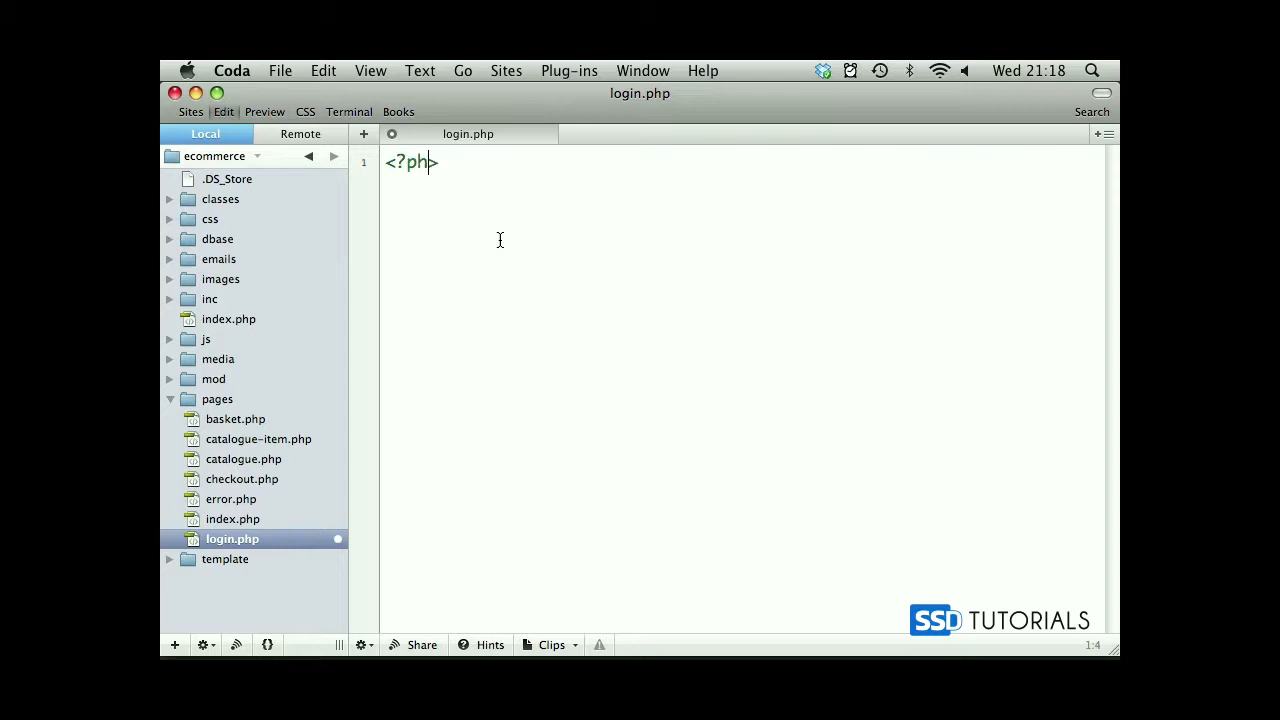 Coda File Edit View Text Go Sites Plug-ins Window Help Wed 21:18
login.php
Sites Edit Preview CSS Terminal Books Search
Local Remote + login.php
ecommerce
1 <?ph>
.DS_Store
classes
css
dbase
emails
images
inc
index.php
js
media
mod
pages
basket.php
catalogue-item.php
catalogue.php
checkout.php
error.php
index.php
login.php
template
SSD TUTORIALS
Share Hints Clips 1:4